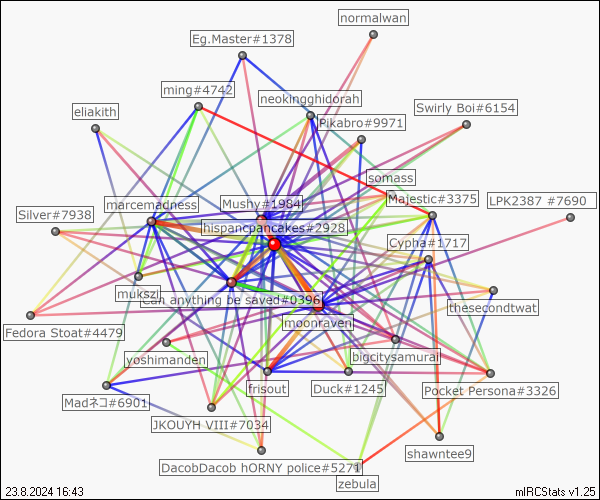 normalwan
Eg.Master#1378
ming#4742
neokingghidorah
eliakith
Pikabro#9971
Swirly Boi#6154
somass
Majestic#3375
LPK2387 #7690
marcemadness
Mushy#1984
Silver#7938
hispancpancakes#2928
Cypha#1717
mukszi
can anything be saved#0396
thesecondtwat
moonraven
Fedora Stoat#4479
yoshimanden
bigcitysamurai
frisout
Duck#1245
Pocket Persona#3326
Madネコ#6901
JKOUYH VIII#7034
shawntee9
DacobDacob hORNY police#5271
zebula
23.8.2024 16:43
mIRCStats v1.25